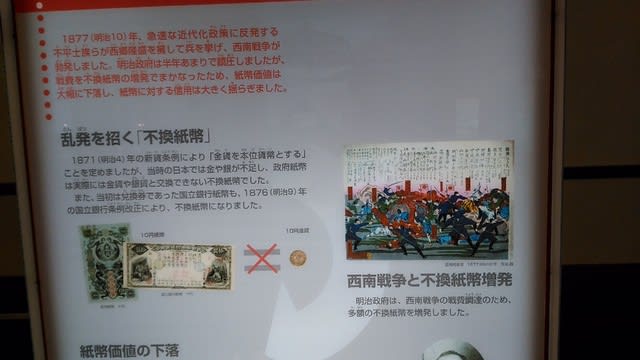 1877（明治10）年、急速な近代化政策に反発する
不平士族らが西郷隆盛を擁して兵を挙げ、西南戦争が
勃発しました。明治政府は半年あまりで鎮圧しましたが、
戦費を不換紙幣の増発でまかなったため、紙幣価値は
大幅に下落し、紙幣に対する信用は大きく揺らぎました。
乱発を招く「不換紙幣」
1871（明治4）年の新貨条例により「金貨を本位貨幣とする」
ことを定めましたが、当時の日本では金や銀が不足し、政府紙幣
は実際には金貨や銀貨と交換できない不換紙幣でした。
また、当初は兌換券であった国立銀行紙幣も、1876（明治9）年
の国立銀行条例改正により、不換紙幣になりました。
10円紙幣
10円金貨
西南戦争と不換紙幣増発
明治政府は、西南戦争の戦費調達のため、
多額の不換紙幣を増発しました。
紙幣価値の下落